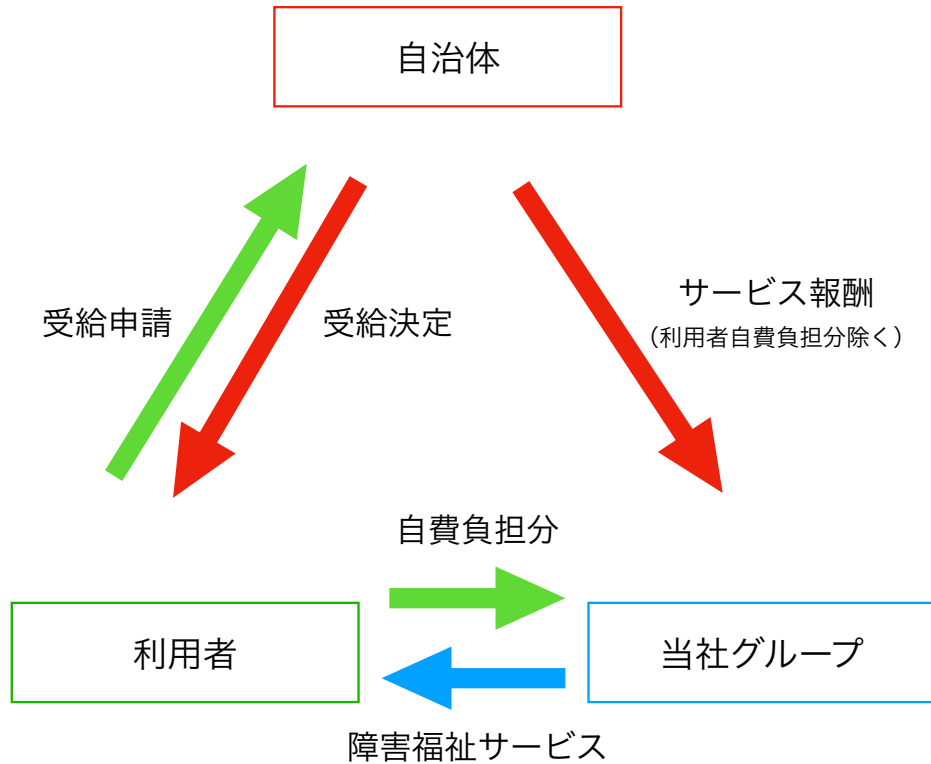 自治体
受給申請
受給決定
サービス報酬
（利用者自費負担分除く）
自費負担分
利用者
当社グループ
障害福祉サービス